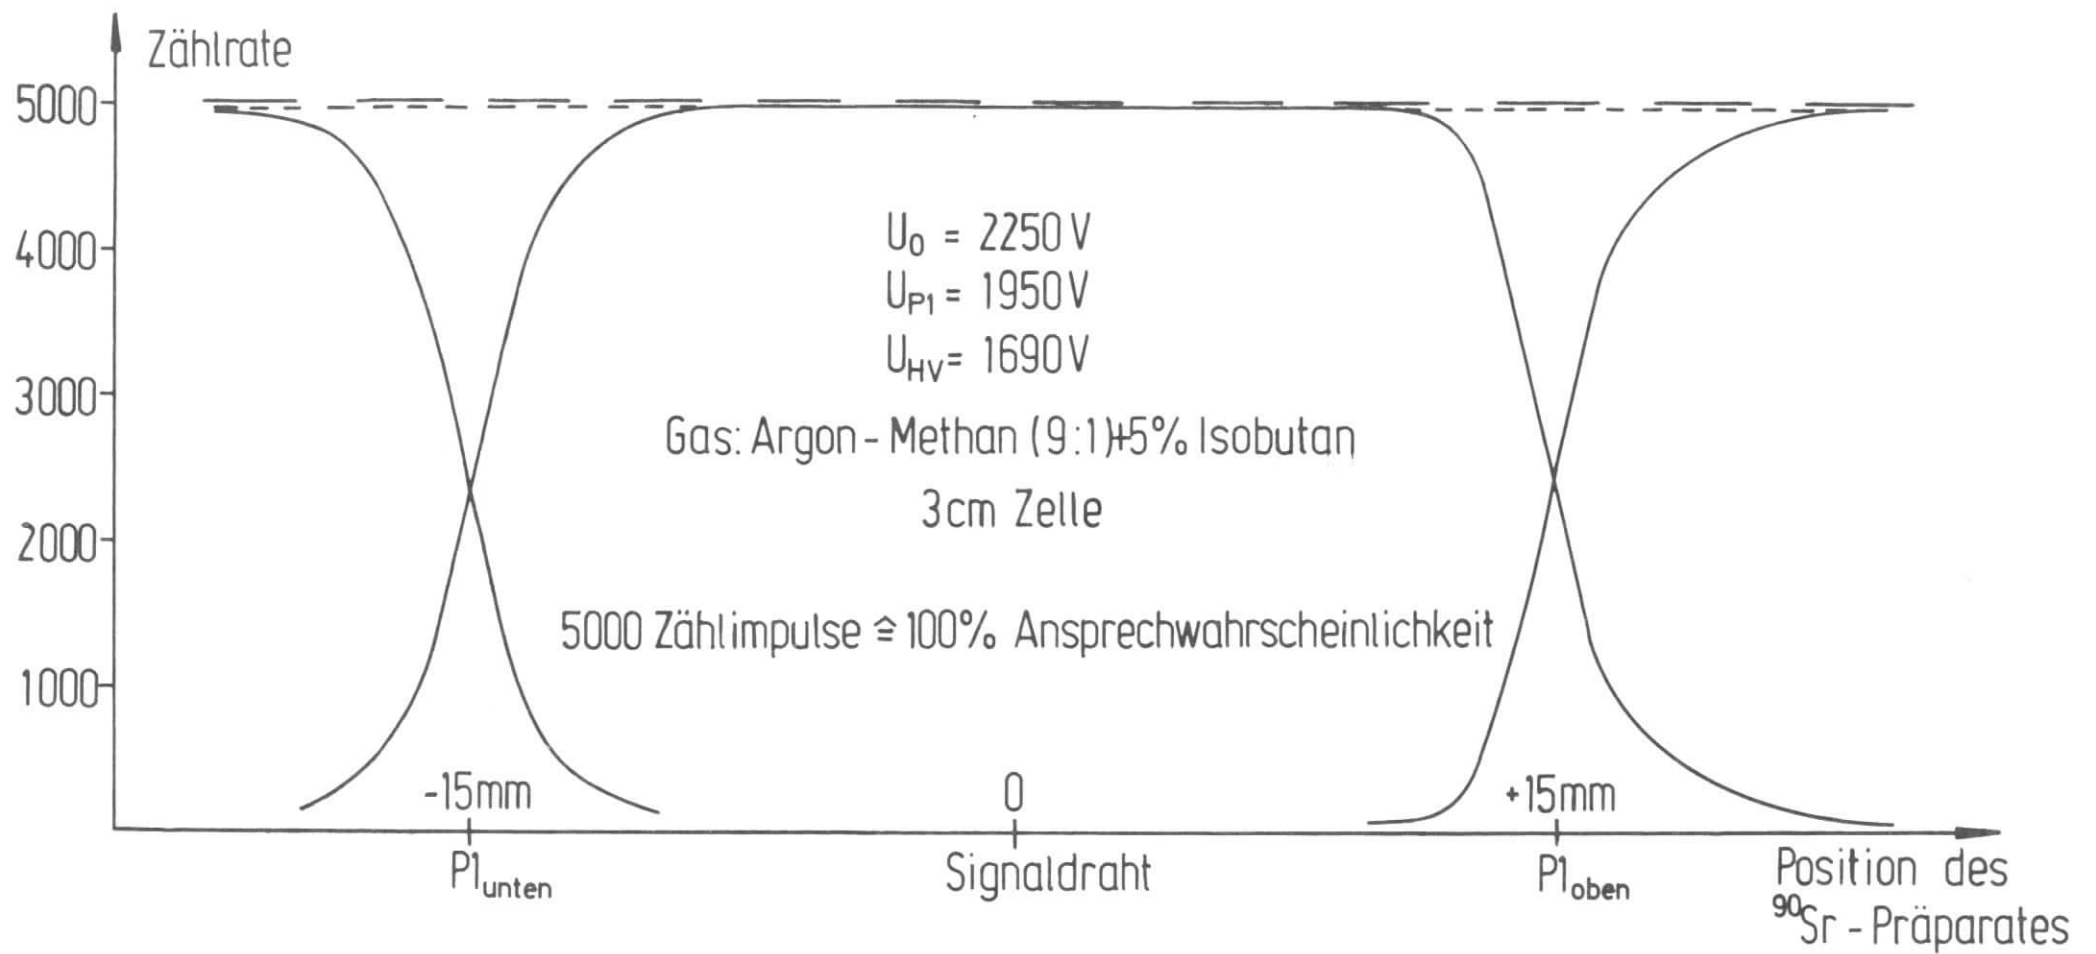 Zählrate
5000
4000
3000
2000
1000
U0 = 2250 V
UP1 = 1950 V
UHV = 1690 V
Gas: Argon - Methan (9:1)+5% Isobutan
3cm Zelle
5000 Zählimpulse ≙ 100% Ansprechwahrscheinlichkeit
-15mm
0
+15mm
P1unten
Signaldraht
P1oben
Position des
90Sr - Präparates